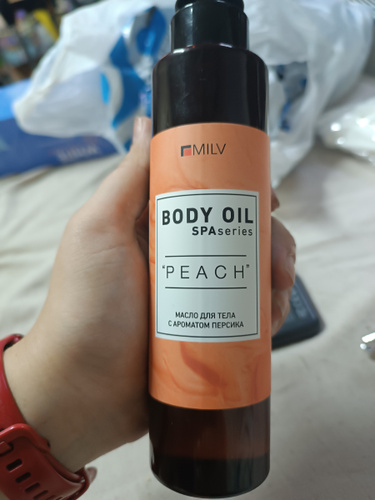 MILV
BODY OIL
SPAseries
"PEACH"
МАСЛО ДЛЯ ТЕЛА
С АРОМАТОМ ПЕРСИКА